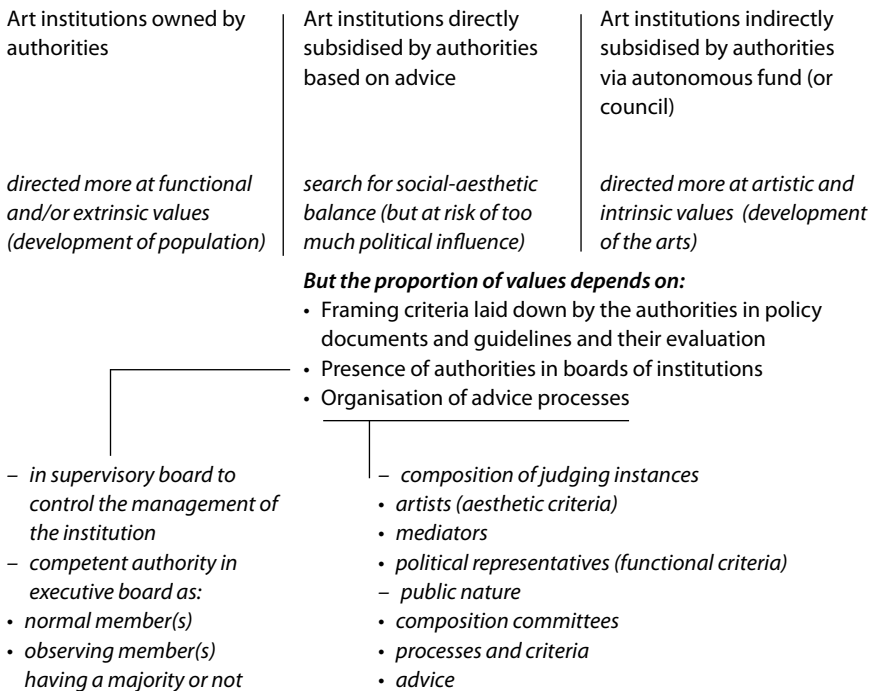 Art institutions owned by
authorities
Art institutions directly
subsidised by authorities
based on advice
Art institutions indirectly
subsidised by authorities
via autonomous fund (or
council)
directed more at functional
and/or extrinsic values
(development of population)
search for social-aesthetic
balance (but at risk of too
much political influence)
directed more at artistic and
intrinsic values (development
of the arts)
But the proportion of values depends on:
• Framing criteria laid down by the authorities in policy
documents and guidelines and their evaluation
• Presence of authorities in boards of institutions
• Organisation of advice processes
– in supervisory board to
control the management of
the institution
– competent authority in
executive board as:
• normal member(s)
• observing member(s)
having a majority or not
– composition of judging instances
• artists (aesthetic criteria)
• mediators
• political representatives (functional criteria)
– public nature
• composition committees
• processes and criteria
• advice